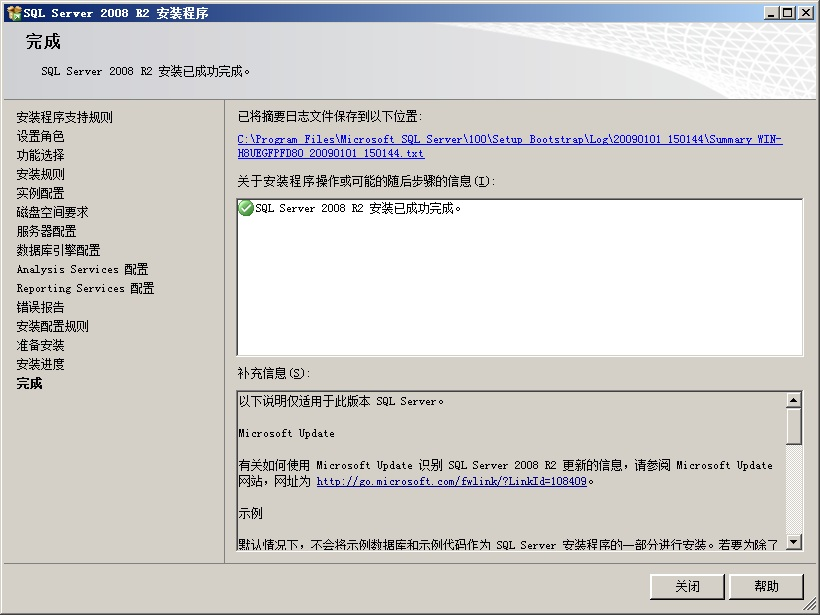 SQL Server 2008 R2 安装程序
完成
SQL Server 2008 R2 安装已成功完成。
安装程序支持规则
设置角色
功能选择
安装规则
实例配置
磁盘空间要求
服务器配置
数据库引擎配置
Analysis Services 配置
Reporting Services 配置
错误报告
安装配置规则
准备安装
安装进度
完成
已将摘要日志文件保存到以下位置:
C:\Program Files\Microsoft SQL Server\100\Setup Bootstrap\Log\20090101_150144\Summary_WIN-
H8UEGFPFD80_20090101_150144.txt
关于安装程序操作或可能的随后步骤的信息(I):
SQL Server 2008 R2 安装已成功完成。
补充信息(S):
以下说明仅适用于此版本 SQL Server。
Microsoft Update
有关如何使用 Microsoft Update 识别 SQL Server 2008 R2 更新的信息，请参阅 Microsoft Update
网站，网址为 http://go.microsoft.com/fwlink/?LinkId=108409。
示例
默认情况下，不会将示例数据库和示例代码作为 SQL Server 安装程序的一部分进行安装。若要为除了
关闭
帮助